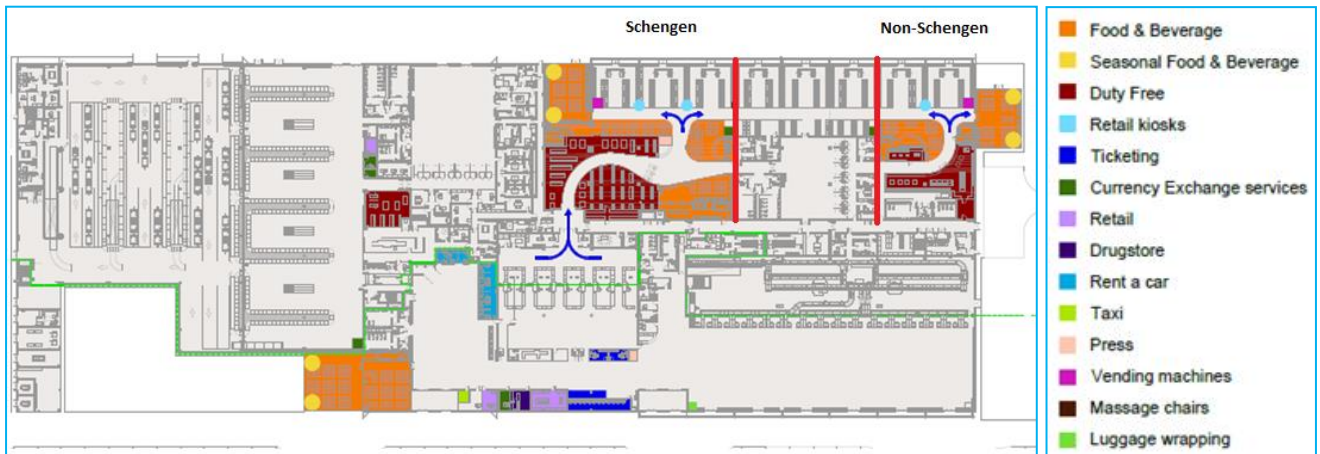 Schengen
Non-Schengen
Food & Beverage
Seasonal Food & Beverage
Duty Free
Retail kiosks
Ticketing
Currency Exchange services
Retail
Drugstore
Rent a car
Taxi
Press
Vending machines
Massage chairs
Luggage wrapping